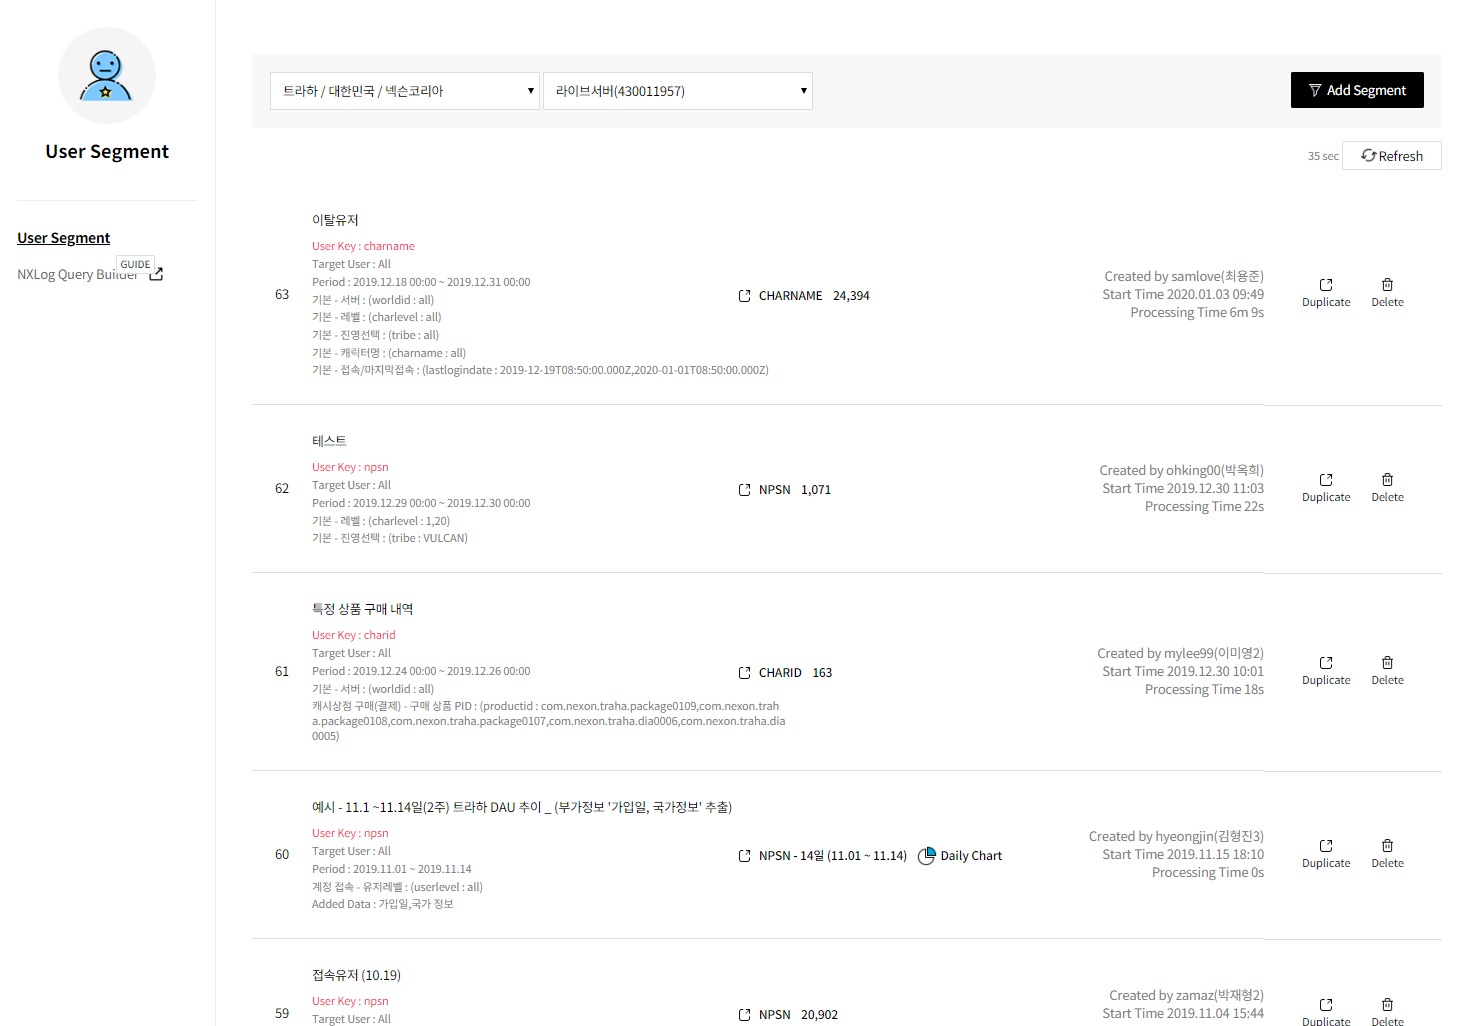 User Segment
User Segment
GUIDE
NXLog Query Builder
트라하 / 대한민국 / 넥슨코리아
라이브서버(430011957)
Add Segment
35 sec
Refresh
63
이탈유저
User Key : charname
Target User : All
Period : 2019.12.18 00:00 ~ 2019.12.31 00:00
기본 - 서버 : (worldid : all)
기본 - 레벨 : (charlevel : all)
기본 - 진영선택 : (tribe : all)
기본 - 캐릭터명 : (charname : all)
기본 - 접속/마지막접속 : (lastlogindate : 2019-12-19T08:50:00.000Z,2020-01-01T08:50:00.000Z)
CHARNAME 24,394
Created by samlove(최용준)
Start Time 2020.01.03 09:49
Processing Time 6m 9s
Duplicate
Delete
62
테스트
User Key : npsn
Target User : All
Period : 2019.12.29 00:00 ~ 2019.12.30 00:00
기본 - 레벨 : (charlevel : 1,20)
기본 - 진영선택 : (tribe : VULCAN)
NPSN 1,071
Created by ohking00(박옥희)
Start Time 2019.12.30 11:03
Processing Time 22s
Duplicate
Delete
61
특정 상품 구매 내역
User Key : charid
Target User : All
Period : 2019.12.24 00:00 ~ 2019.12.26 00:00
기본 - 서버 : (worldid : all)
캐시상점 구매(결제) - 구매 상품 PID : (productid : com.nexon.traha.package0109,com.nexon.trah
a.package0108,com.nexon.traha.package0107,com.nexon.traha.dia0006,com.nexon.traha.dia
0005)
CHARID 163
Created by mylee99(이미영2)
Start Time 2019.12.30 10:01
Processing Time 18s
Duplicate
Delete
60
예시 - 11.1 ~11.14일(2주) 트라하 DAU 추이 _ (부가정보 '가입일, 국가정보' 추출)
User Key : npsn
Target User : All
Period : 2019.11.01 ~ 2019.11.14
계정 접속 - 유저레벨 : (userlevel : all)
Added Data : 가입일,국가 정보
NPSN - 14일 (11.01 ~ 11.14)
Daily Chart
Created by hyeongjin(김형진3)
Start Time 2019.11.15 18:10
Processing Time 0s
Duplicate
Delete
59
접속유저 (10.19)
User Key : npsn
Target User : All
NPSN 20,902
Created by zamaz(박재형2)
Start Time 2019.11.04 15:44
Duplicate
Delete